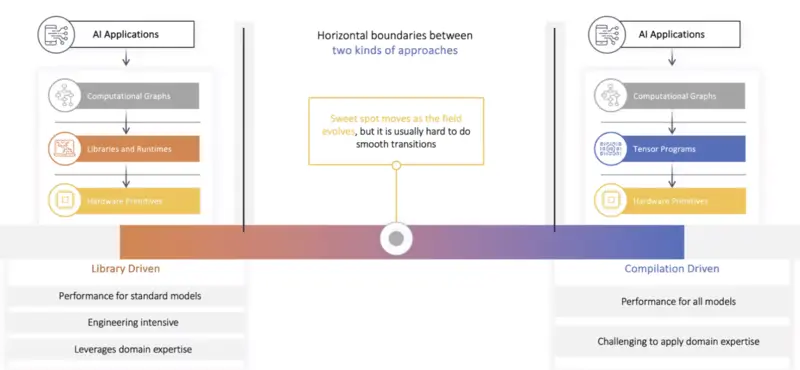 AI Applications
Computational Graphs
Libraries and Runtimes
Hardware Primitives
Horizontal boundaries between
two kinds of approaches
Sweet spot moves as the field
evolves, but it is usually hard to do
smooth transitions
AI Applications
Computational Graphs
Tensor Programs
Hardware Primitives
Library Driven
Performance for standard models
Engineering intensive
Leverages domain expertise
Compilation Driven
Performance for all models
Challenging to apply domain expertise